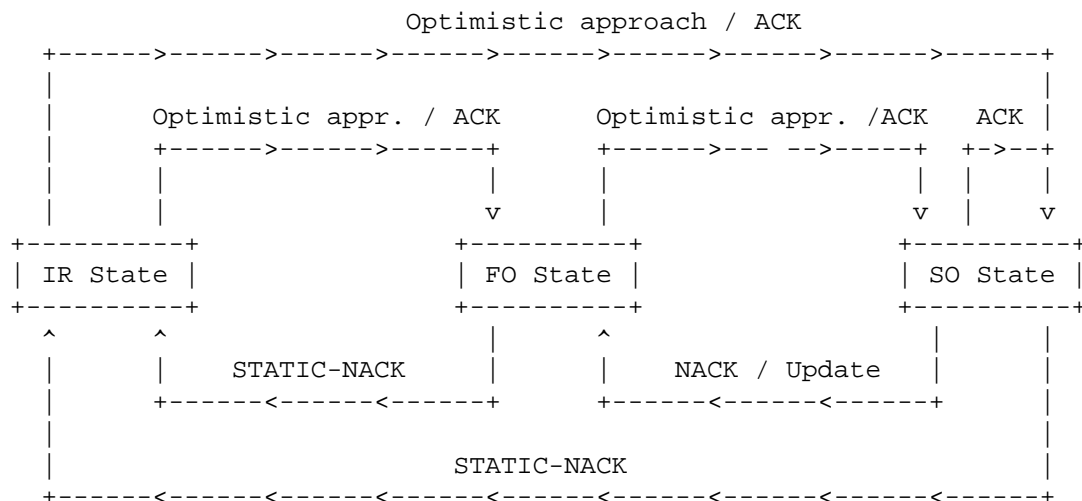 Optimistic approach / ACK
Optimistic appr. / ACK Optimistic appr. /ACK ACK
IR State FO State SO State
STATIC-NACK NACK / Update
STATIC-NACK